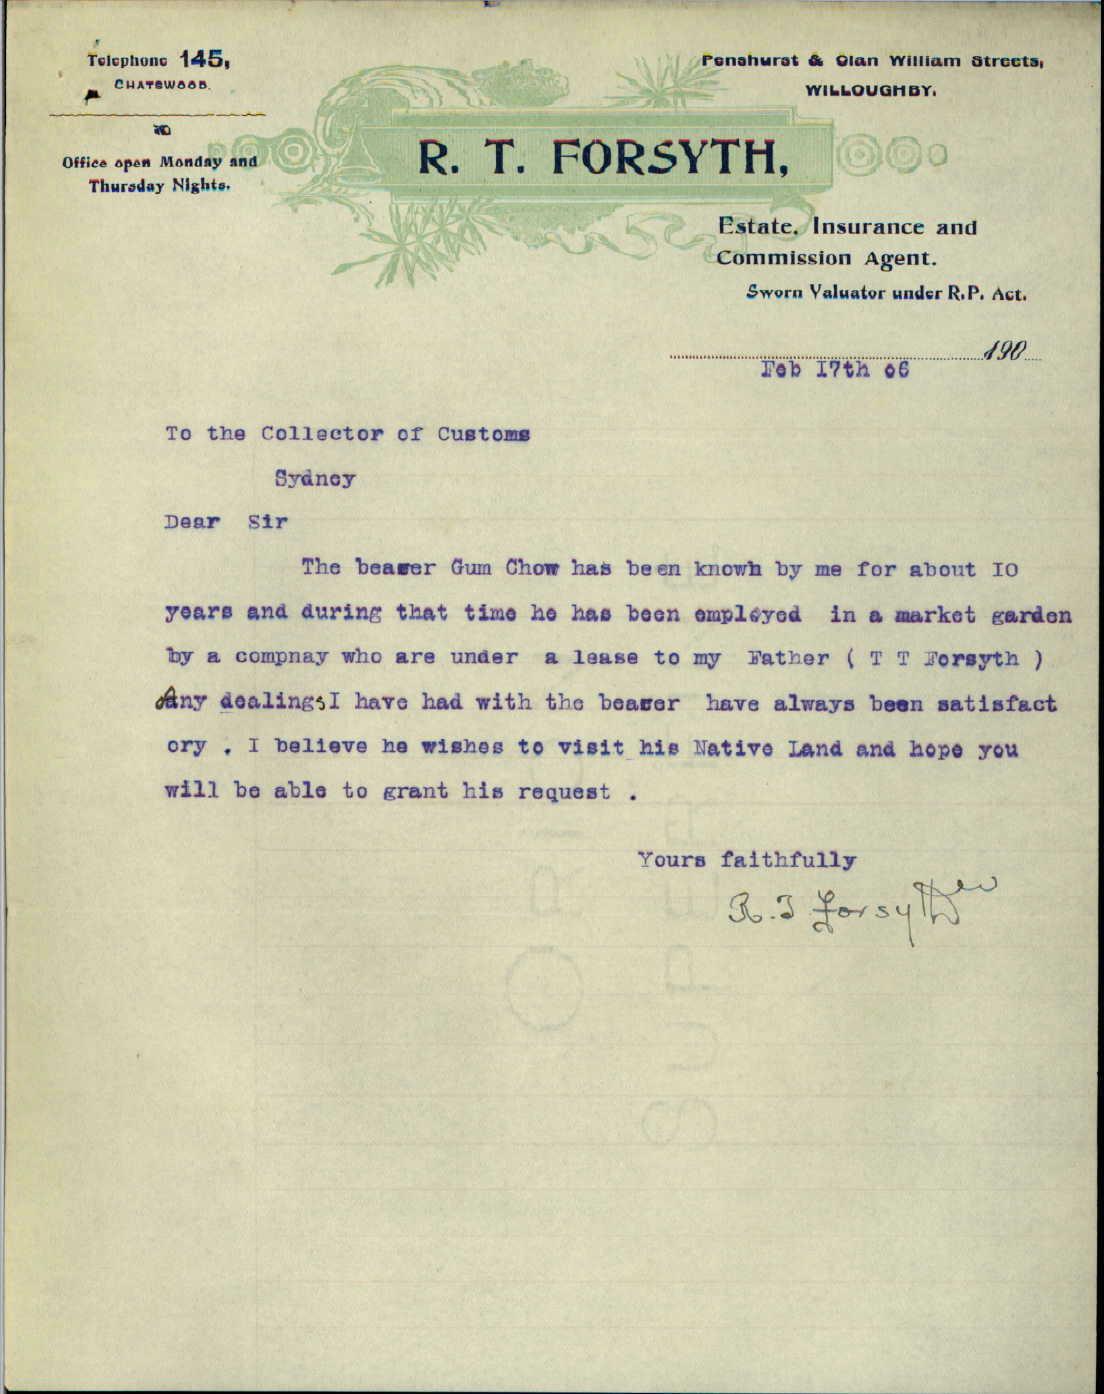 Telephone 145,
CHATSWOOD.
Office open Monday and
Thursday Nights.
Penshurst & Clan William Streets,
WILLOUGHBY.
R. T. FORSYTH,
Estate, Insurance and
Commission Agent.
Sworn Valuator under R.P. Act.
190
Feb 17th 06
To the Collector of Customs
Sydney
Dear Sir
The bearer Gum Chow has been known by me for about 10
years and during that time he has been employed in a market garden
by a compnay who are under a lease to my Father ( T T Forsyth )
Any dealings I have had with the bearer have always been satisfact
ory . I believe he wishes to visit his Native Land and hope you
will be able to grant his request .
Yours faithfully
R. T. Forsyth